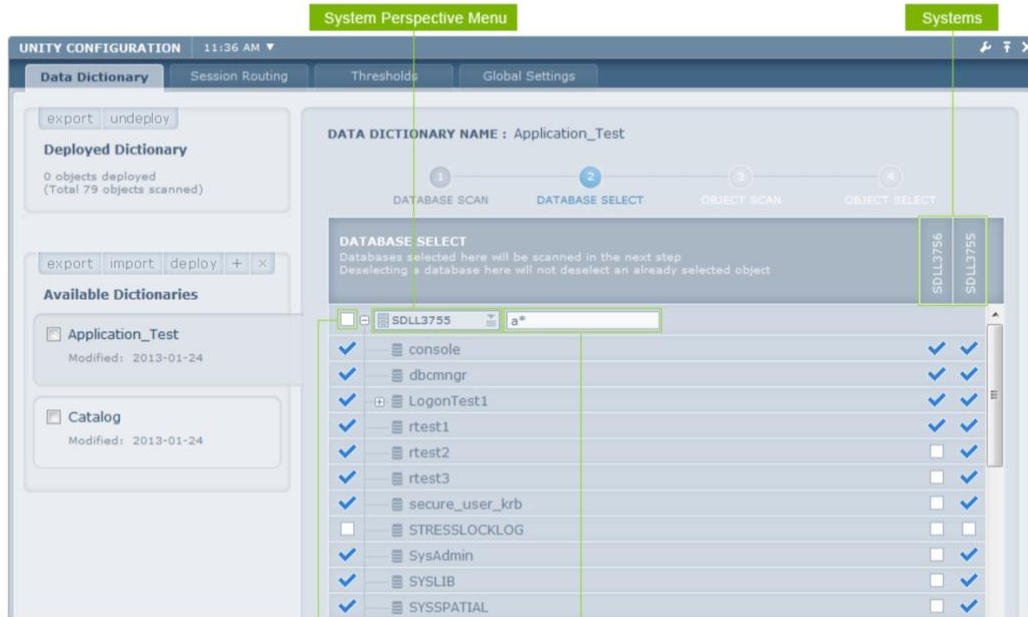 System Perspective Menu
Systems
UNITY CONFIGURATION 11:36 AM ▼
Data Dictionary Session Routing Thresholds Global Settings
export undeploy
Deployed Dictionary
0 objects deployed
(Total 79 objects scanned)
export import deploy + ×
Available Dictionaries
Application_Test
Modified: 2013-01-24
Catalog
Modified: 2013-01-24
DATA DICTIONARY NAME : Application_Test
1 2 3 4
DATABASE SCAN DATABASE SELECT OBJECT SCAN OBJECT SELECT
DATABASE SELECT
Databases selected here will be scanned in the next step
Deselecting a database here will not deselect an already selected object
SDLL3756
SDLL3755
SDLL3755 a*
console
dbcmngr
LogonTest1
rtest1
rtest2
rtest3
secure_user_krb
STRESSLOCKLOG
SysAdmin
SYSLIB
SYSSPATIAL